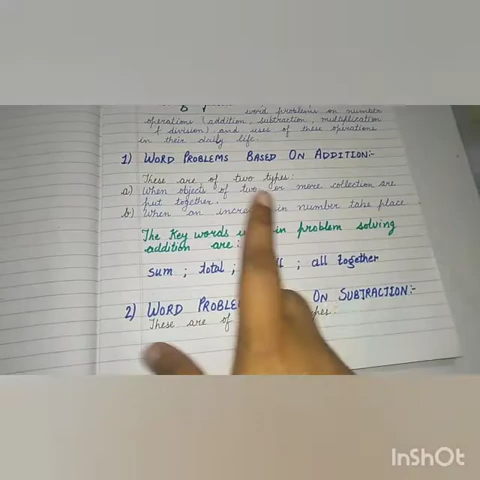 word problems on number
operations (addition, subtraction, multiplication
& division) and uses of these operations
in their daily life.
1) WORD PROBLEMS BASED ON ADDITION:-
These are of two types:
a) When objects of two or more collection are
put together.
b) When an in number take place
The Key words in problem solving
addition are:
sum ; total ; ; all together
2) WORD ON SUBTRACTION:-
These are of
InShOt